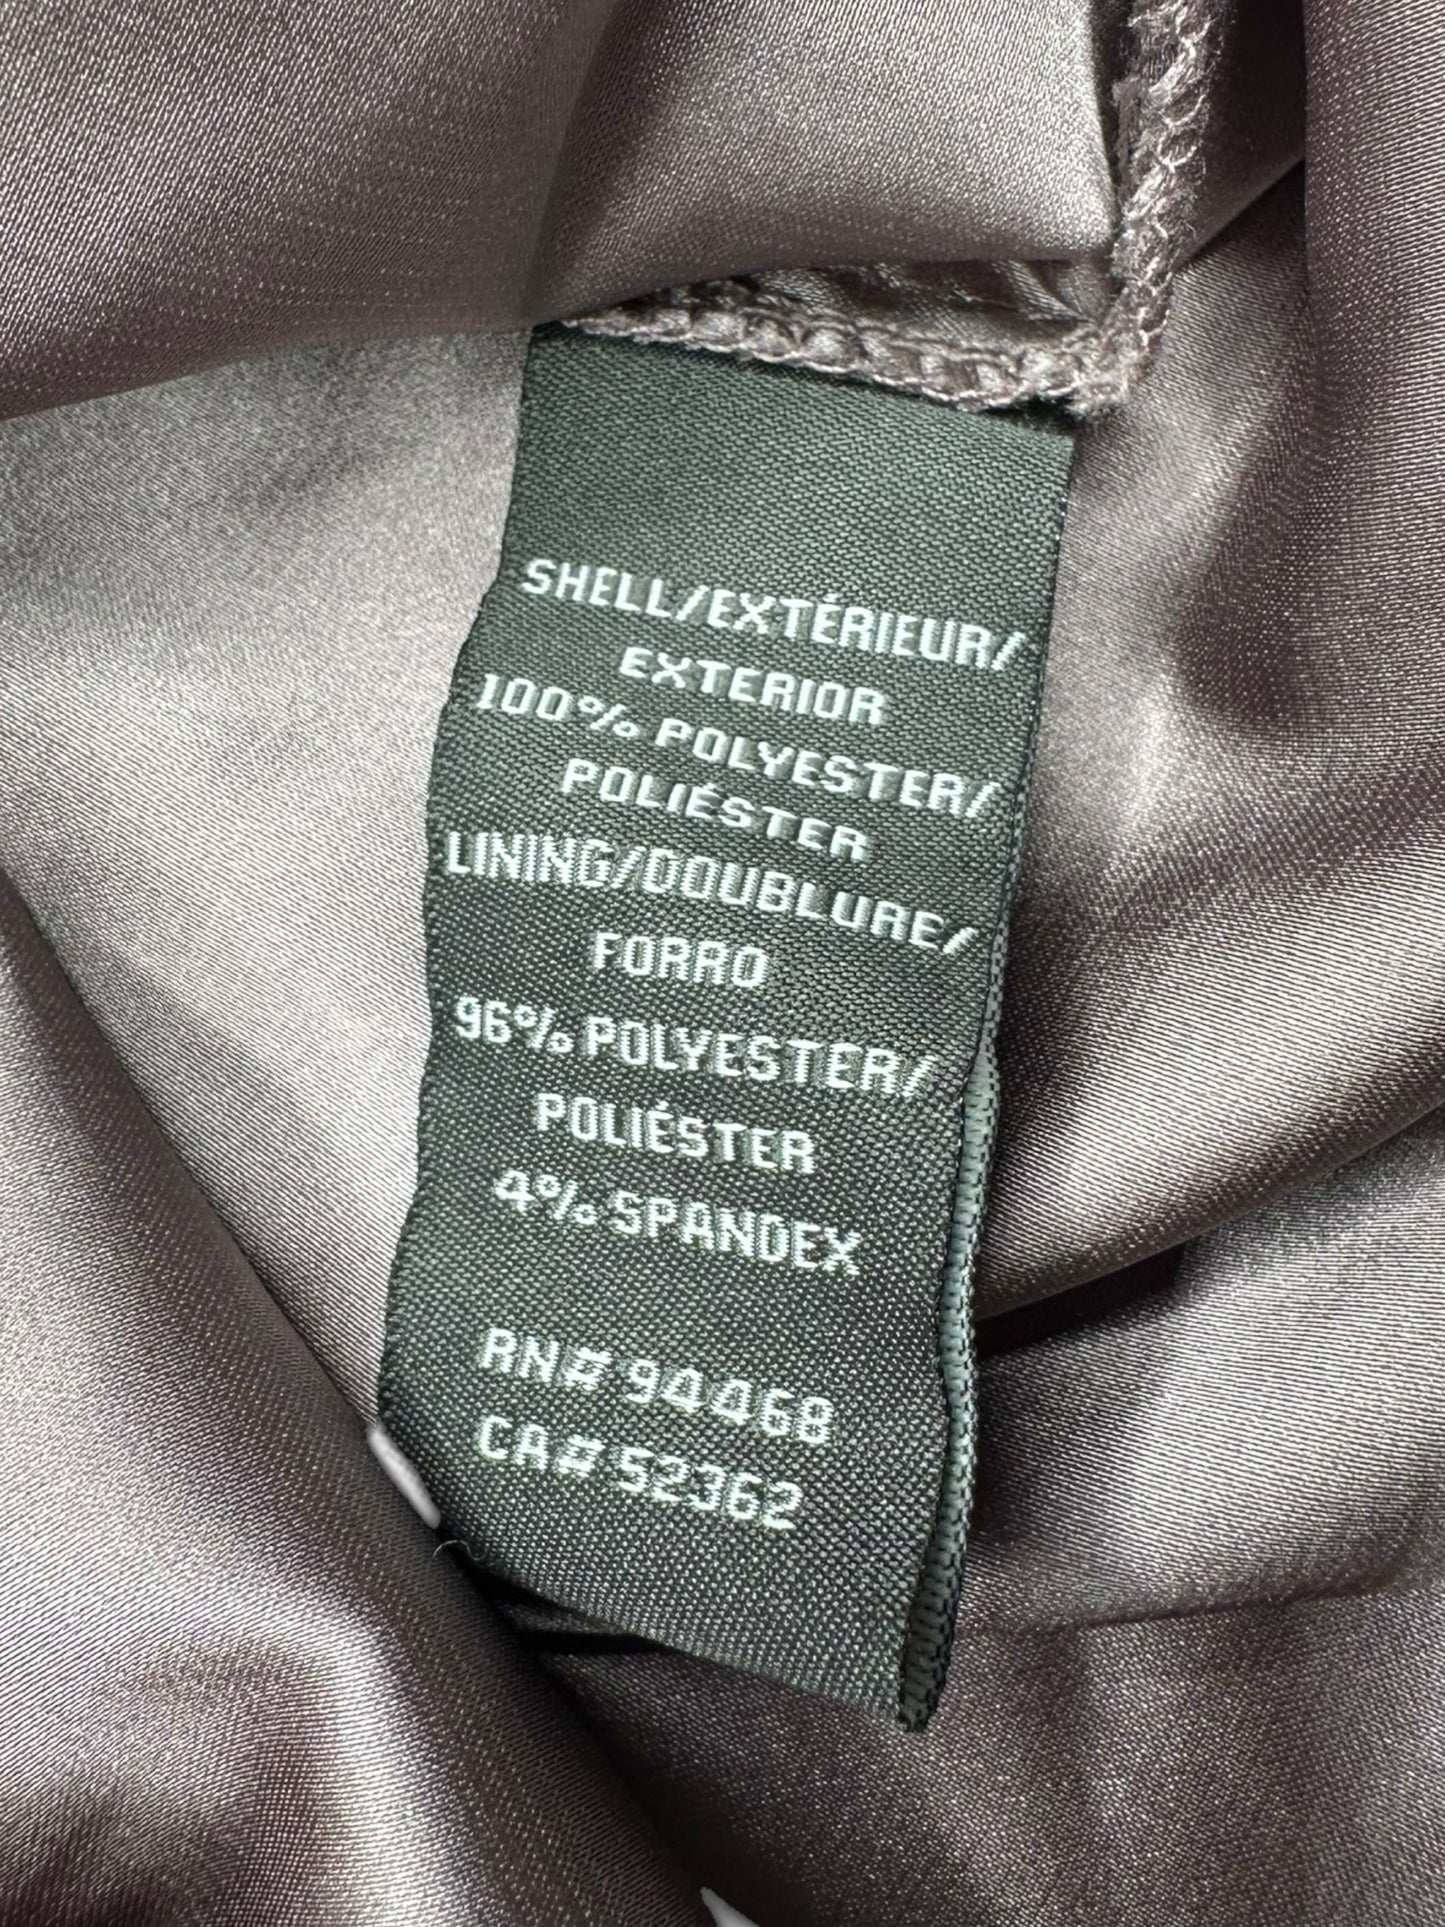 SHELL/EXTÉRIEUR/
EXTERIOR
100% POLYESTER/
POLIÉSTER
LINING/DOUBLURE/
FORRO
96% POLYESTER/
POLIÉSTER
4% SPANDEX
RN# 94468
CA# 52362